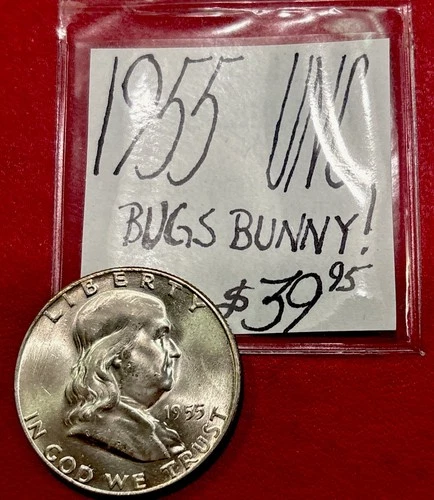 1955 UNC
BUGS BUNNY!
$39.95
LIBERTY
1955
IN GOD WE TRUST